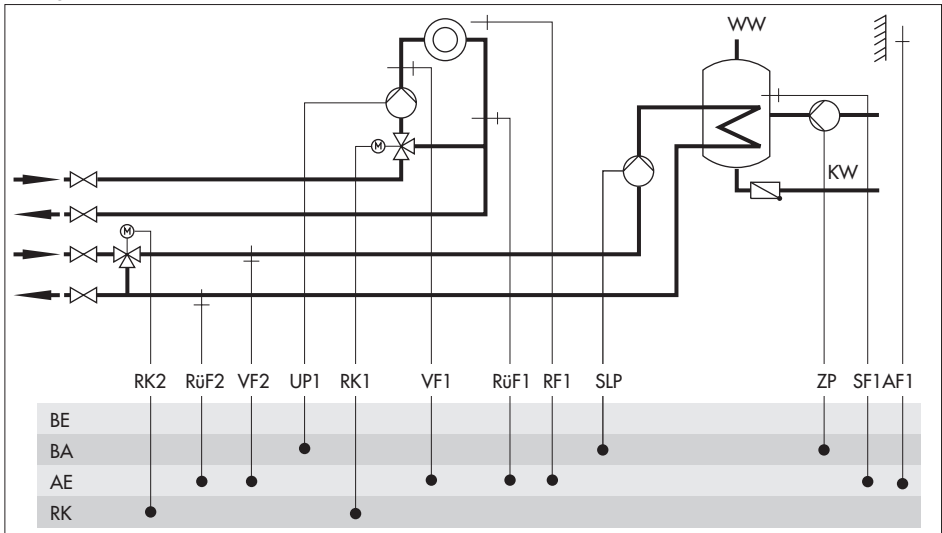 WW
M
KW
M
RK2 RüF2 VF2 UP1 RK1 VF1 RüF1 RF1 SLP ZP SF1 AF1
BE
BA
AE
RK